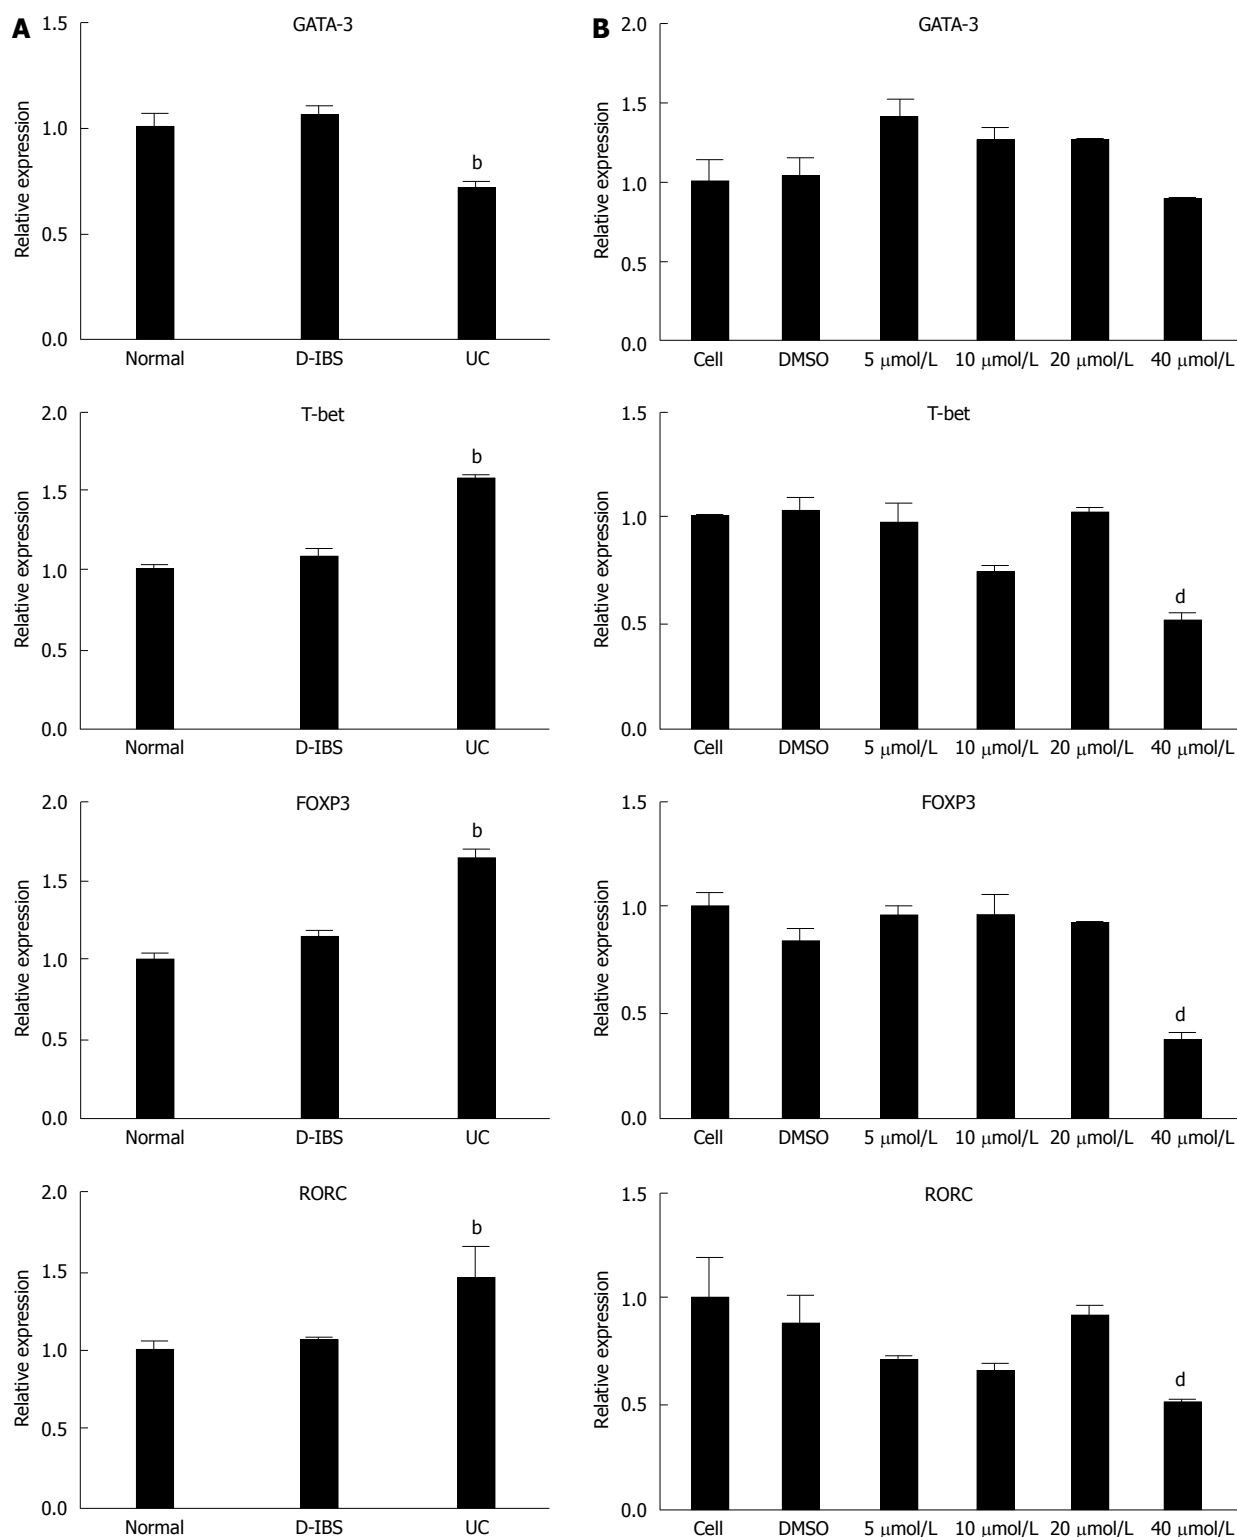 A
GATA-3
Relative expression
1.5
1.0
0.5
0.0
b
Normal D-IBS UC
T-bet
Relative expression
2.0
1.5
1.0
0.5
0.0
b
Normal D-IBS UC
FOXP3
Relative expression
2.0
1.5
1.0
0.5
0.0
b
Normal D-IBS UC
RORC
Relative expression
2.0
1.5
1.0
0.5
0.0
b
Normal D-IBS UC
B
GATA-3
Relative expression
2.0
1.5
1.0
0.5
0.0
Cell DMSO 5 μmol/L 10 μmol/L 20 μmol/L 40 μmol/L
T-bet
Relative expression
1.5
1.0
0.5
0.0
d
Cell DMSO 5 μmol/L 10 μmol/L 20 μmol/L 40 μmol/L
FOXP3
Relative expression
1.5
1.0
0.5
0.0
d
Cell DMSO 5 μmol/L 10 μmol/L 20 μmol/L 40 μmol/L
RORC
Relative expression
1.5
1.0
0.5
0.0
d
Cell DMSO 5 μmol/L 10 μmol/L 20 μmol/L 40 μmol/L